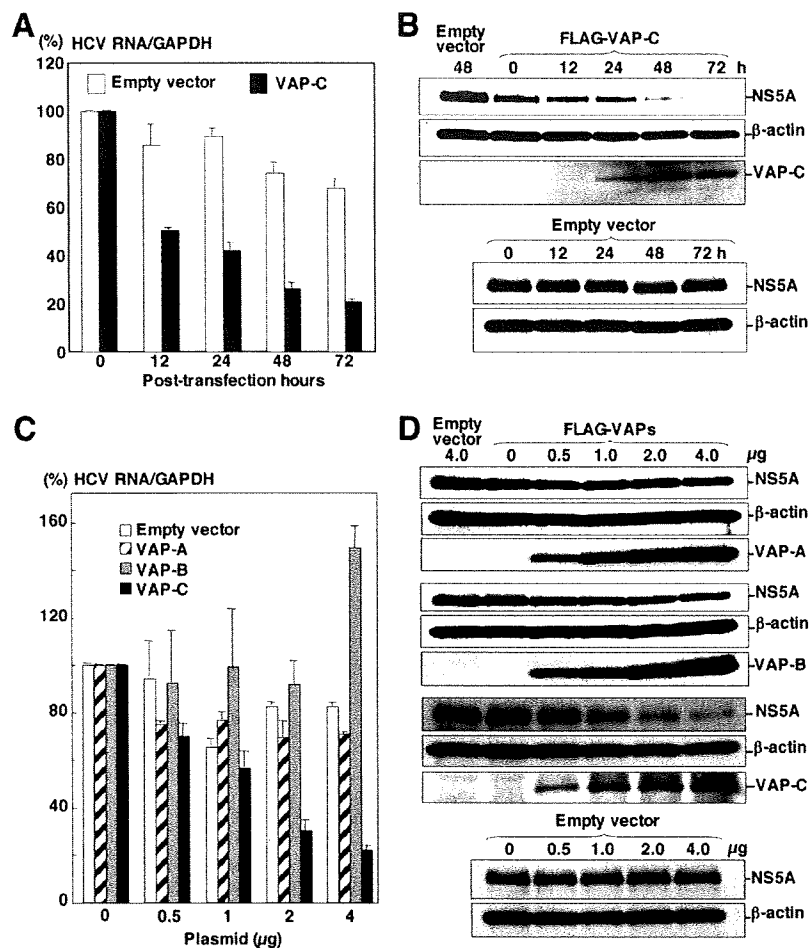 A
(%) HCV RNA/GAPDH
120
100
80
60
40
20
0
Empty vector
VAP-C
0 12 24 48 72
Post-transfection hours
B
Empty vector
FLAG-VAP-C
48 0 12 24 48 72 h
NS5A
β-actin
VAP-C
Empty vector
0 12 24 48 72 h
NS5A
β-actin
C
(%) HCV RNA/GAPDH
160
120
80
40
0
Empty vector
VAP-A
VAP-B
VAP-C
0 0.5 1 2 4
Plasmid (μg)
D
Empty vector
FLAG-VAPs
4.0 0 0.5 1.0 2.0 4.0 μg
NS5A
β-actin
VAP-A
NS5A
β-actin
VAP-B
NS5A
β-actin
VAP-C
Empty vector
0 0.5 1.0 2.0 4.0 μg
NS5A
β-actin